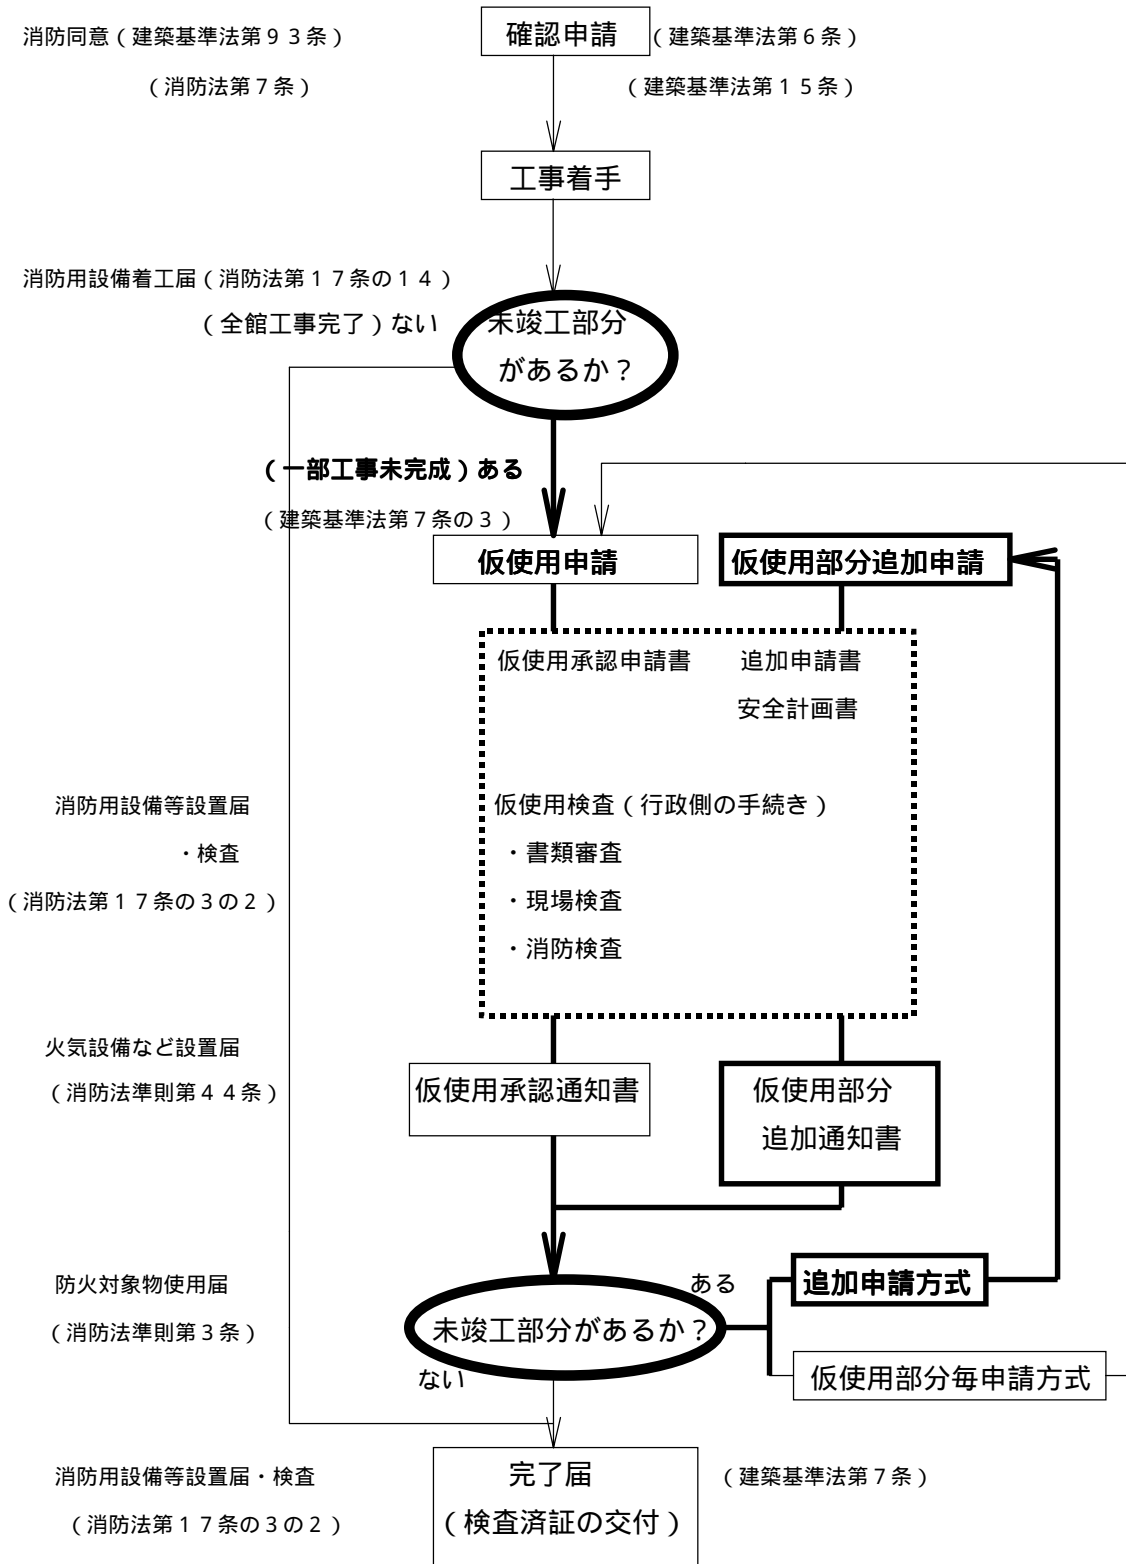 消防同意(建築基準法第93条)
確認申請
(建築基準法第6条)
(消防法第7条)
(建築基準法第15条)
工事着手
消防用設備着工届(消防法第17条の14)
(全館工事完了)ない
未竣工部分
があるか?
(一部工事未完成)ある
(建築基準法第7条の3)
仮使用申請
仮使用部分追加申請
仮使用承認申請書
追加申請書
安全計画書
消防用設備等設置届
・検査
(消防法第17条の3の2)
仮使用検査(行政側の手続き)
・書類審査
・現場検査
・消防検査
火気設備など設置届
(消防法準則第44条)
仮使用承認通知書
仮使用部分
追加通知書
防火対象物使用届
(消防法準則第3条)
未竣工部分があるか?
ある
追加申請方式
ない
仮使用部分毎申請方式
消防用設備等設置届・検査
(消防法第17条の3の2)
完了届
(検査済証の交付)
(建築基準法第7条)